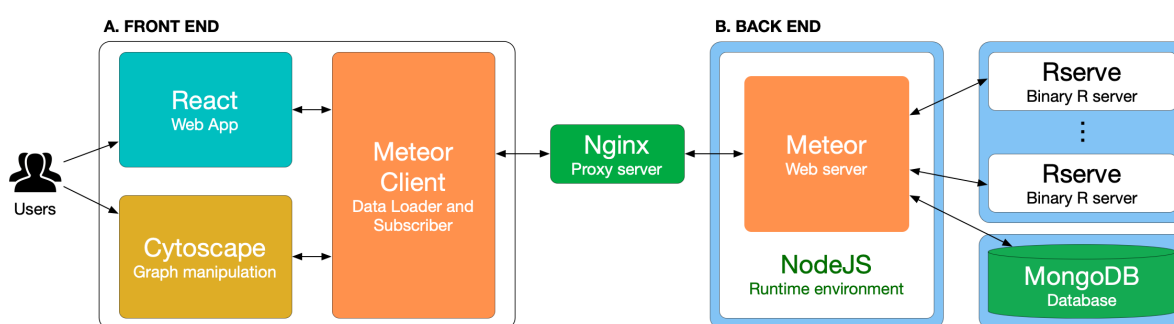 A. FRONT END
React
Web App
Cytoscape
Graph manipulation
Users
Meteor
Client
Data Loader and
Subscriber
Nginx
Proxy server
B. BACK END
Meteor
Web server
NodeJS
Runtime environment
Rserve
Binary R server
⋮
Rserve
Binary R server
MongoDB
Database